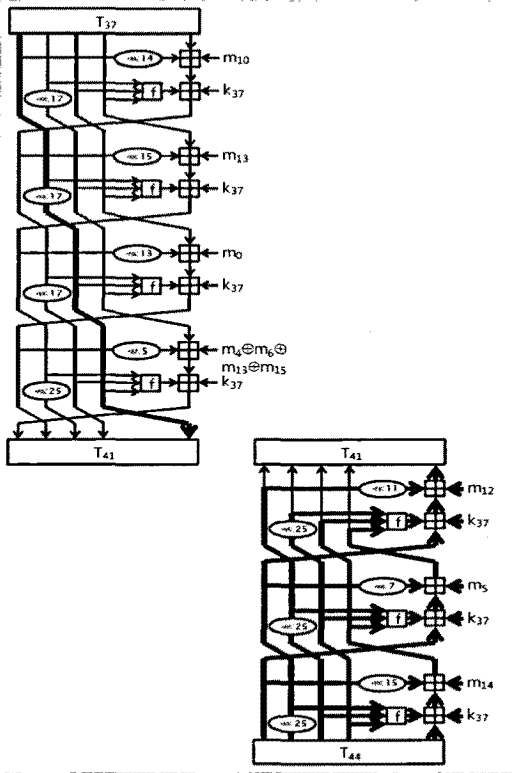 T37
≪14 m10
≪17 f k37
≪15 m13
≪17 f k37
≪13 m0
≪17 f k37
≪5 m4⊕m6⊕
m13⊕m15
≪25 f k37
T41
T41
≪11 m12
≪25 f k37
≪7 m5
≪25 f k37
≪15 m14
≪25 f k37
T44